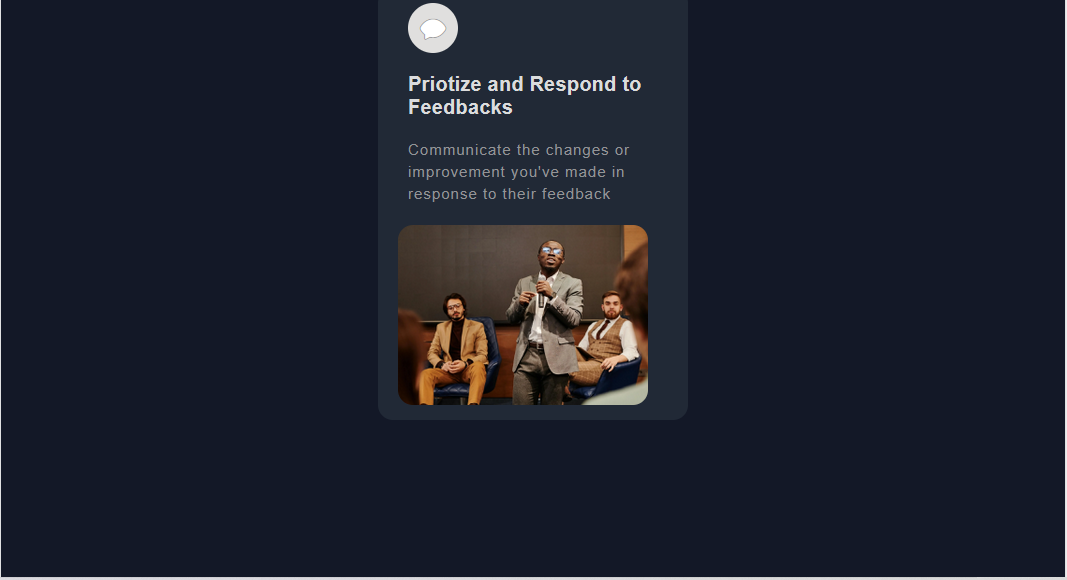 Priotize and Respond to
Feedbacks
Communicate the changes or
improvement you've made in
response to their feedback